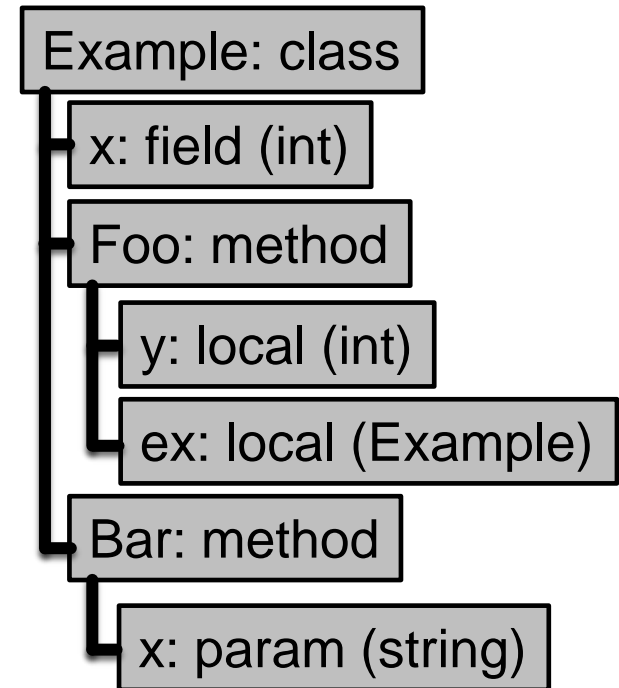 Example: class
x: field (int)
Foo: method
y: local (int)
ex: local (Example)
Bar: method
x: param (string)